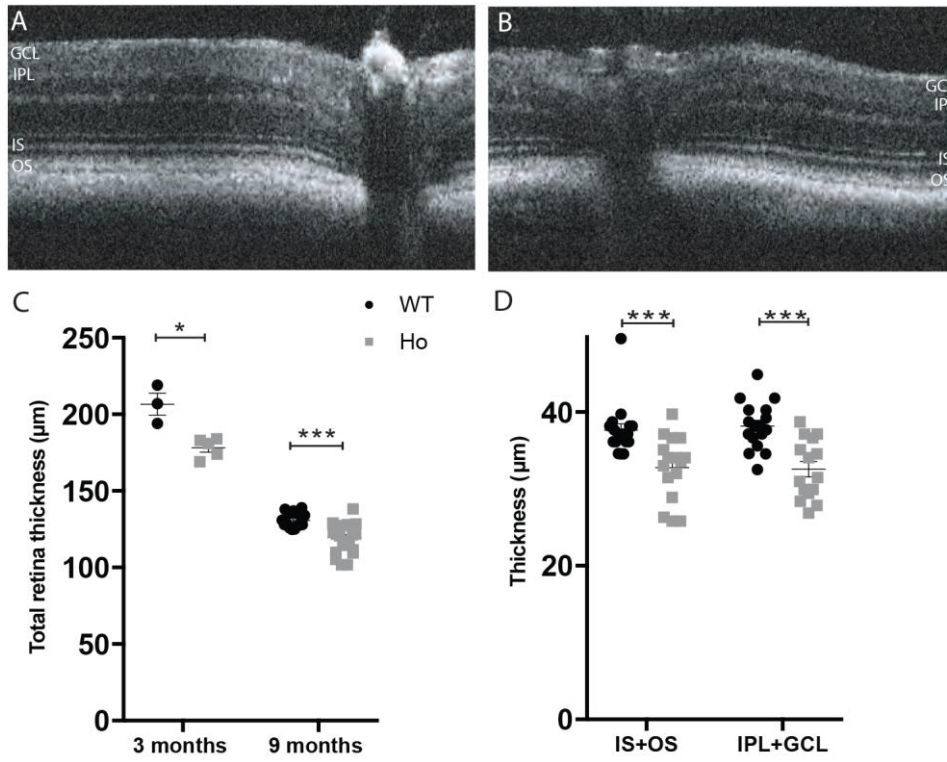 A
GCL
IPL
IS
OS
B
GC
IP
IS
OS
C
WT
Ho
250
200
150
100
50
0
Total retina thickness (μm)
*
***
3 months
9 months
D
40
20
0
Thickness (μm)
***
***
IS+OS
IPL+GCL